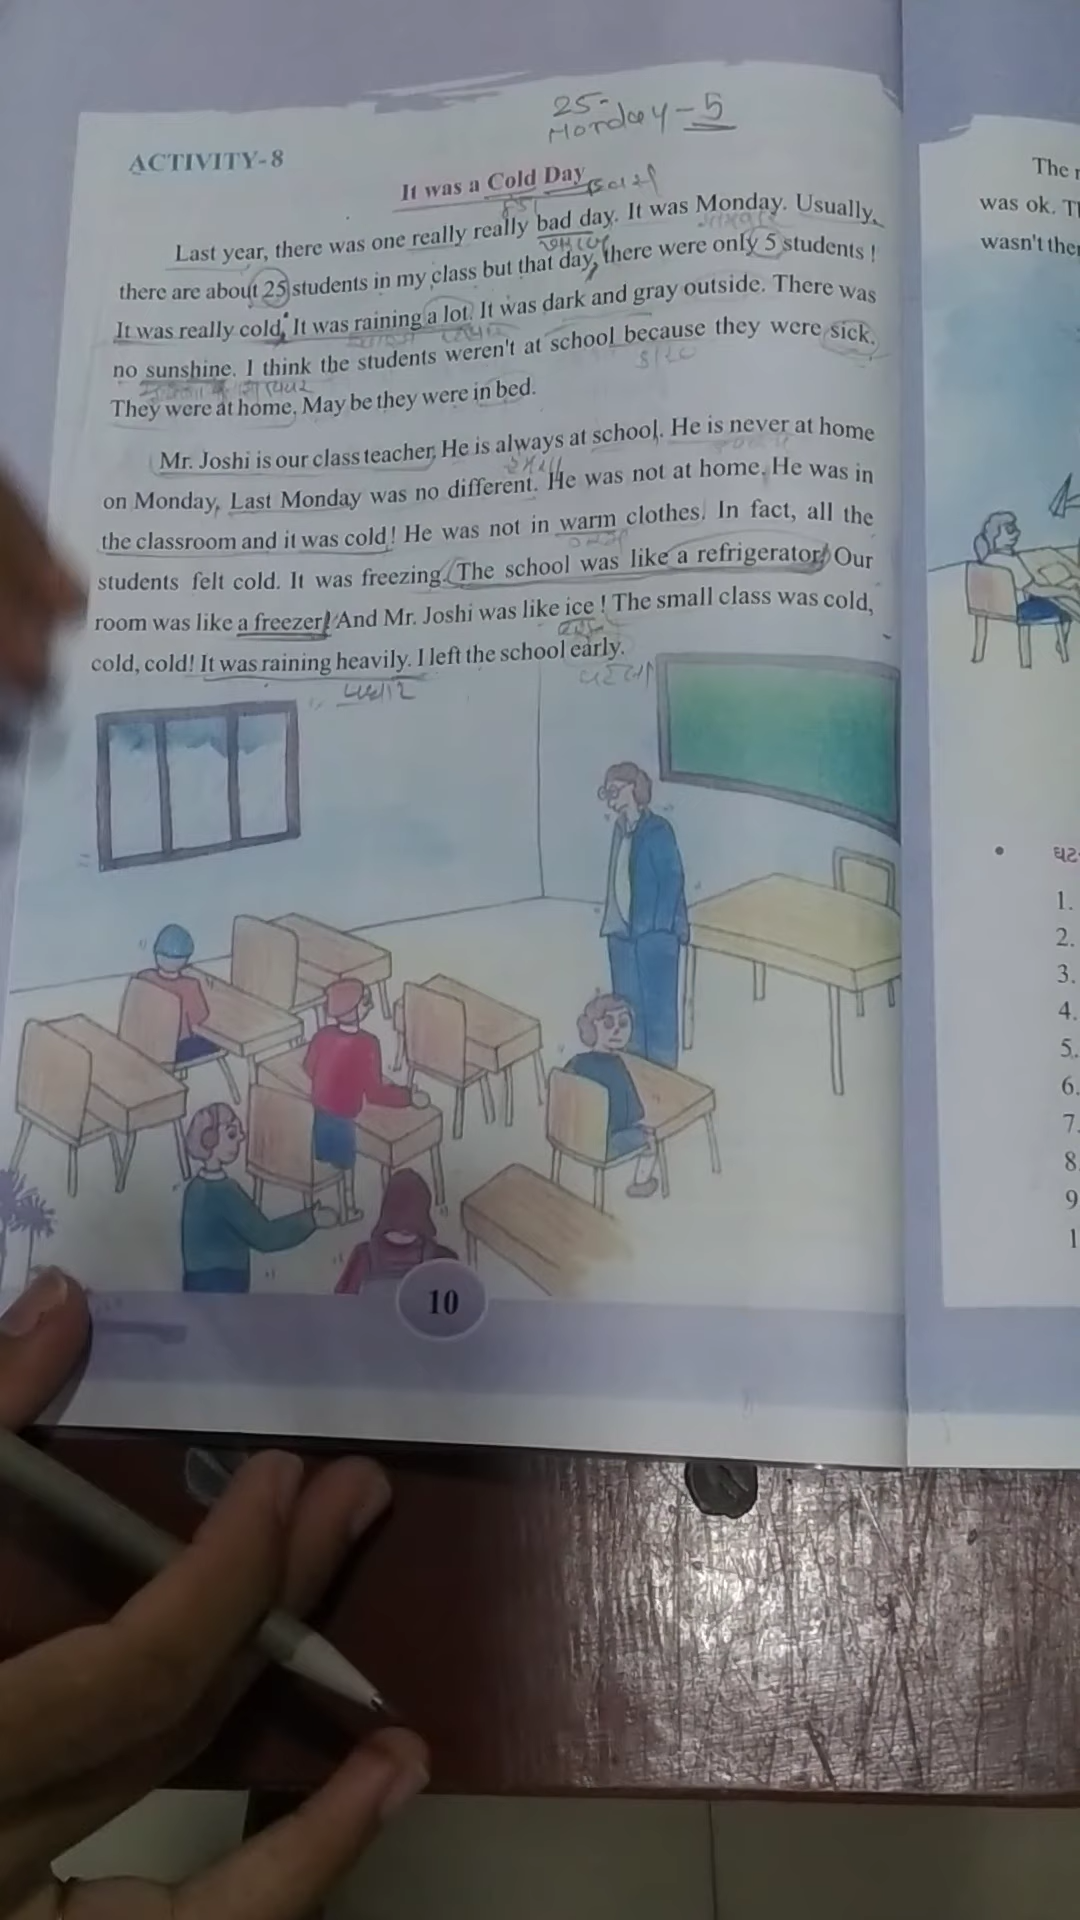 25-
Monday-5
ACTIVITY-8
It was a Cold Day
Last year, there was one really really bad day. It was Monday. Usually,
there are about 25 students in my class but that day, there were only 5 students !
It was really cold. It was raining a lot. It was dark and gray outside. There was
no sunshine. I think the students weren't at school because they were sick.
They were at home. May be they were in bed.
Mr. Joshi is our class teacher. He is always at school. He is never at home
on Monday. Last Monday was no different. He was not at home. He was in
the classroom and it was cold! He was not in warm clothes. In fact, all the
students felt cold. It was freezing. The school was like a refrigerator! Our
room was like a freezer! And Mr. Joshi was like ice ! The small class was cold,
cold, cold! It was raining heavily. I left the school early.
10
The
was ok.
wasn't
1.
2.
3.
4.
5.
6.
7.
8
9
1